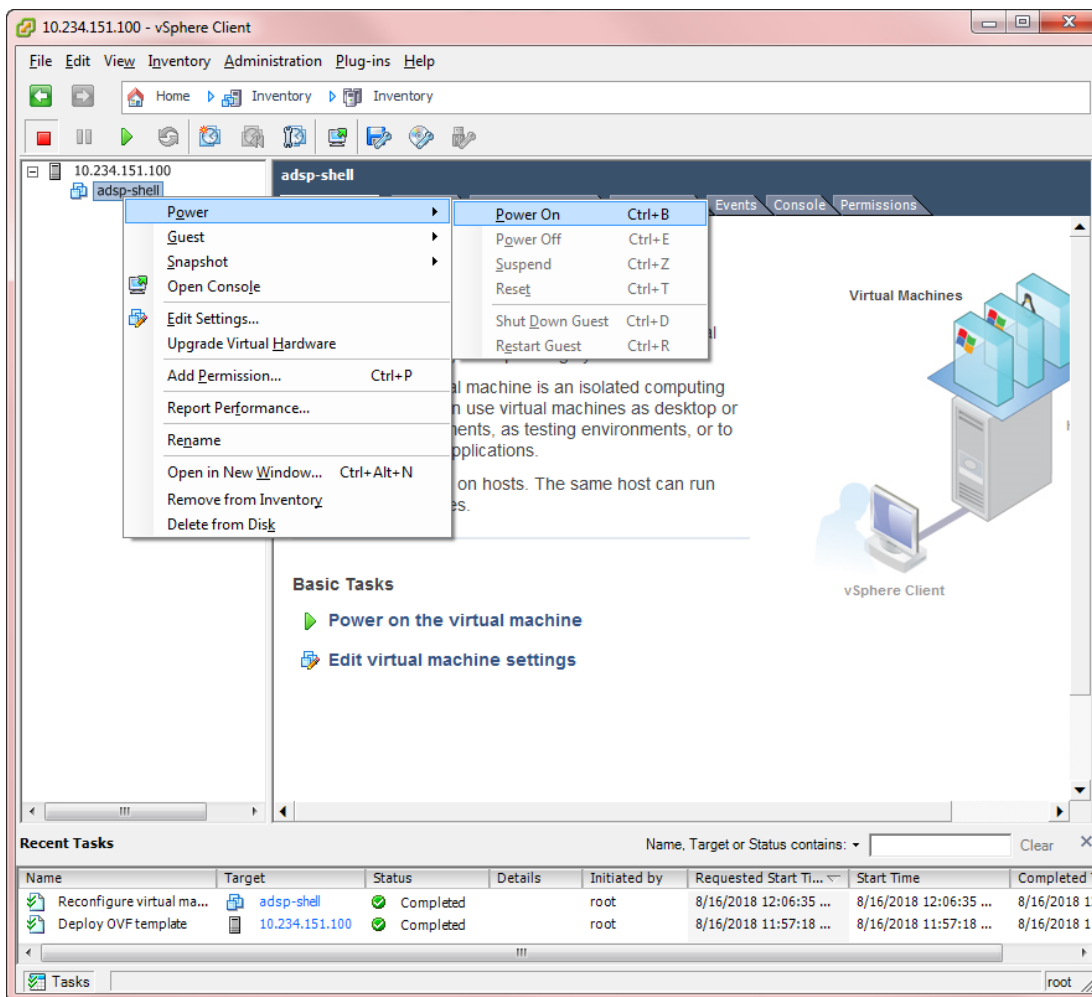 10.234.151.100 - vSphere Client
File Edit View Inventory Administration Plug-ins Help
Home Inventory Inventory
10.234.151.100
adsp-shell
adsp-shell
Events Console Permissions
Power
Guest
Snapshot
Open Console
Edit Settings...
Upgrade Virtual Hardware
Add Permission... Ctrl+P
Report Performance...
Rename
Open in New Window... Ctrl+Alt+N
Remove from Inventory
Delete from Disk
Power On Ctrl+B
Power Off Ctrl+E
Suspend Ctrl+Z
Reset Ctrl+T
Shut Down Guest Ctrl+D
Restart Guest Ctrl+R
machine is an isolated computing
use virtual machines as desktop or
as testing environments, or to
on hosts. The same host can run
Virtual Machines
vSphere Client
Basic Tasks
Power on the virtual machine
Edit virtual machine settings
Recent Tasks Name, Target or Status contains: Clear
Name Target Status Details Initiated by Requested Start Ti... Start Time Completed
Reconfigure virtual ma... adsp-shell Completed root 8/16/2018 12:06:35 ... 8/16/2018 12:06:35 ... 8/16/2018 1
Deploy OVF template 10.234.151.100 Completed root 8/16/2018 11:57:18 ... 8/16/2018 11:57:18 ... 8/16/2018 1
Tasks root